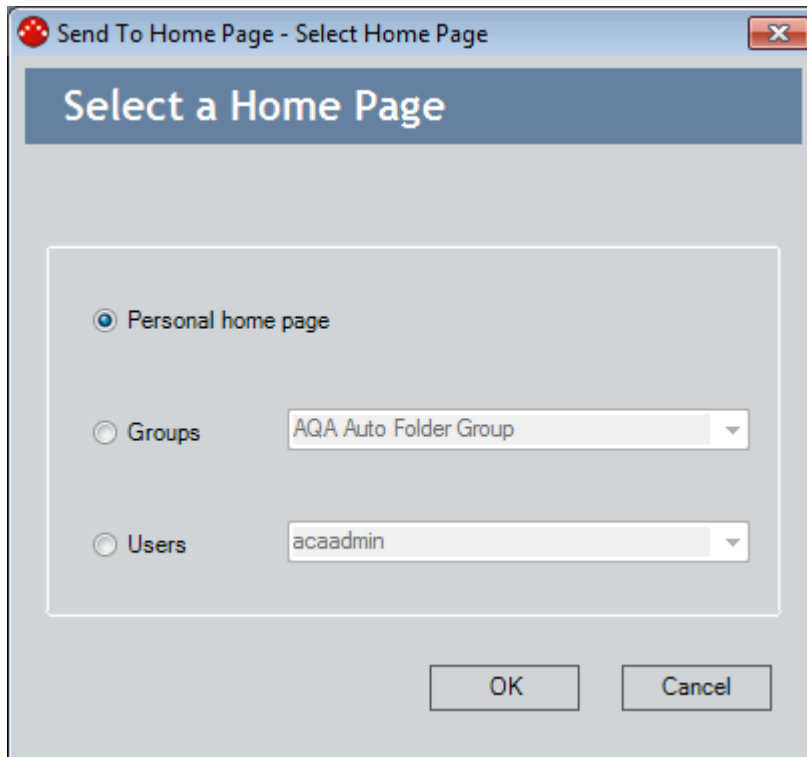 Send To Home Page - Select Home Page
Select a Home Page
Personal home page
Groups AQA Auto Folder Group
Users acaadmin
OK Cancel